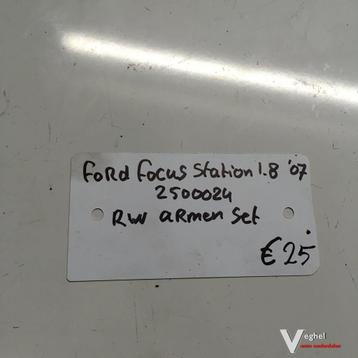 Ford Focus Station 1.8 '07
2500024
RW aRmen Set
€25
Veghel